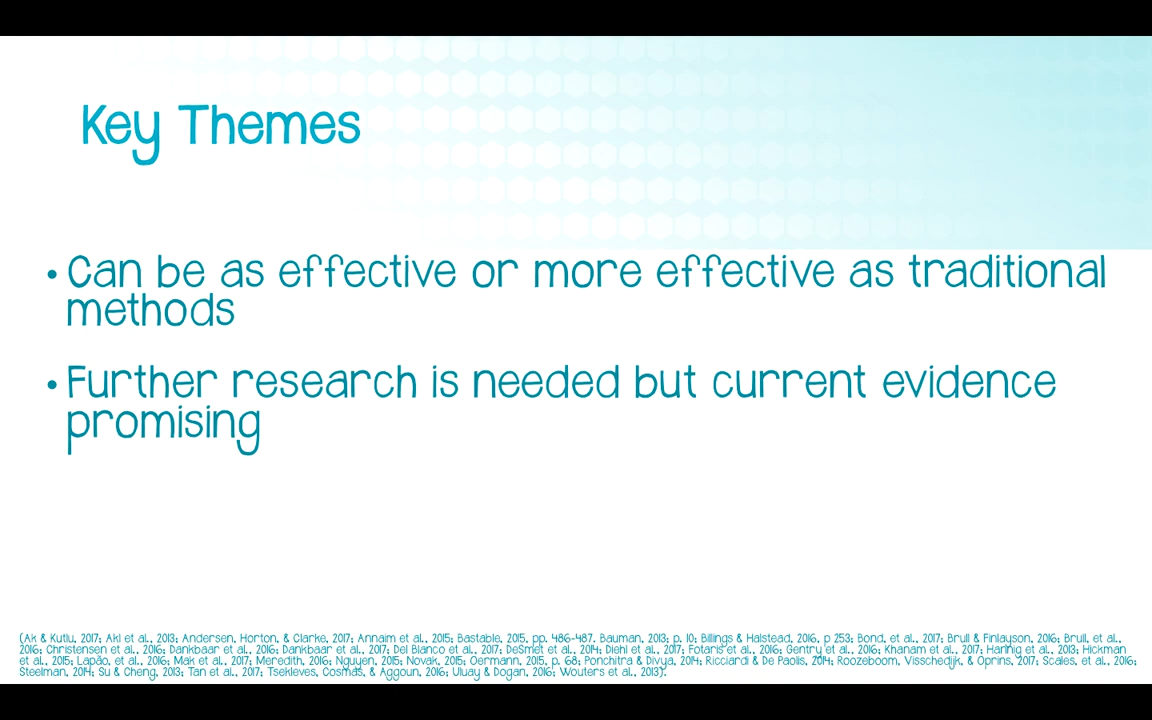 Key Themes
• Can be as effective or more effective as traditional
methods
• Further research is needed but current evidence
promising
(Ak & Kutlu, 2017; Akl et al., 2013; Andersen, Horton, & Clarke, 2017; Annaim et al., 2015; Bastable, 2015, pp. 486-487. Bauman, 2013; p. 10; Billings & Halstead, 2016, p 253; Bond, et al., 2017; Brull & Finlayson, 2016; Brull, et al.,
2016; Christensen et al., 2016; Dankbaar et al., 2016; Dankbaar et al., 2017; Del Blanco et al., 2017; DeSmet et al., 2014; Diehl et al., 2017; Fotaris et al., 2016; Gentry et al., 2016; Khanam et al., 2017; Hannig et al., 2013; Hickman
et al., 2015; Lapão, et al., 2016; Mak et al., 2017; Meredith, 2016; Nguyen, 2015; Novak, 2015; Oermann, 2015, p. 68; Ponchitra & Divya, 2014; Ricciardi & De Paolis, 2014; Roozeboom, Visschedijk, & Oprins, 2017; Scales, et al., 2016;
Steelman, 2014; Su & Cheng, 2013; Tan et al., 2017; Tsekleves, Cosmas, & Aggoun, 2016; Uluay & Dogan, 2016; Wouters et al., 2013).